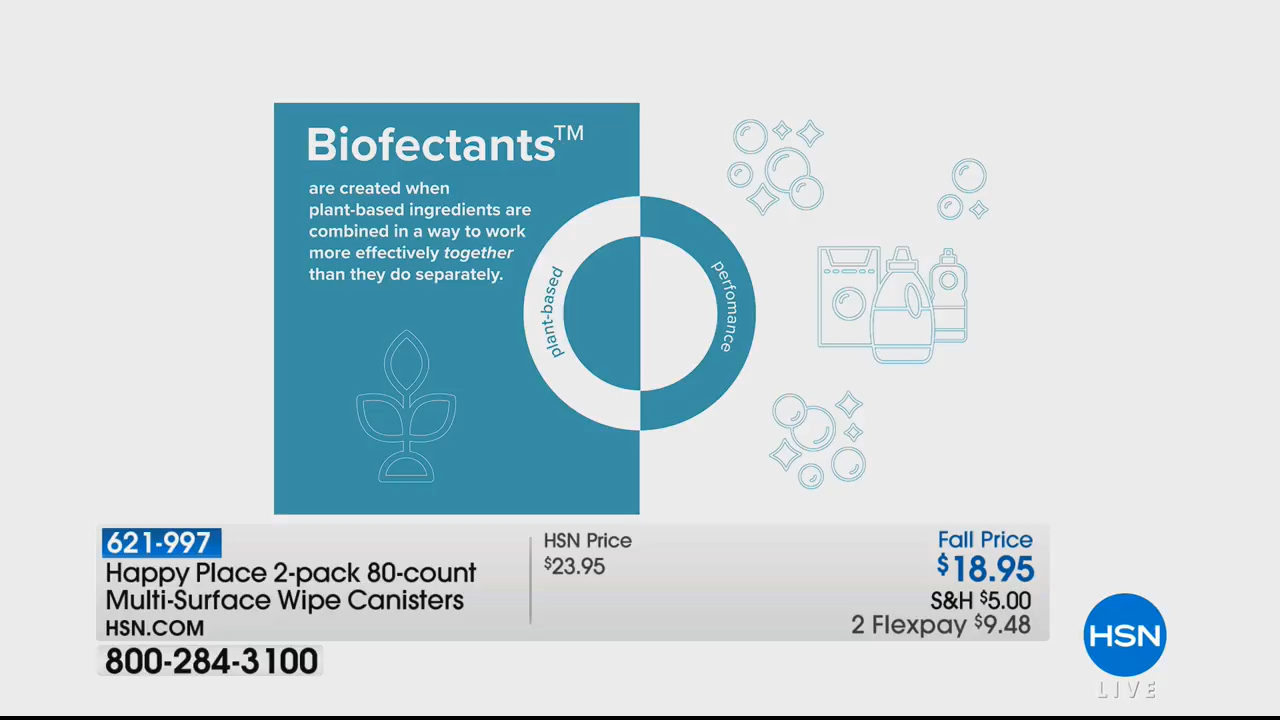 Biofectants™
are created when
plant-based ingredients are
combined in a way to work
more effectively together
than they do separately.
plant-based
perfomance
621-997
Happy Place 2-pack 80-count
Multi-Surface Wipe Canisters
HSN.COM
800-284-3100
HSN Price
$23.95
Fall Price
$18.95
S&H $5.00
2 Flexpay $9.48
HSN
LIVE